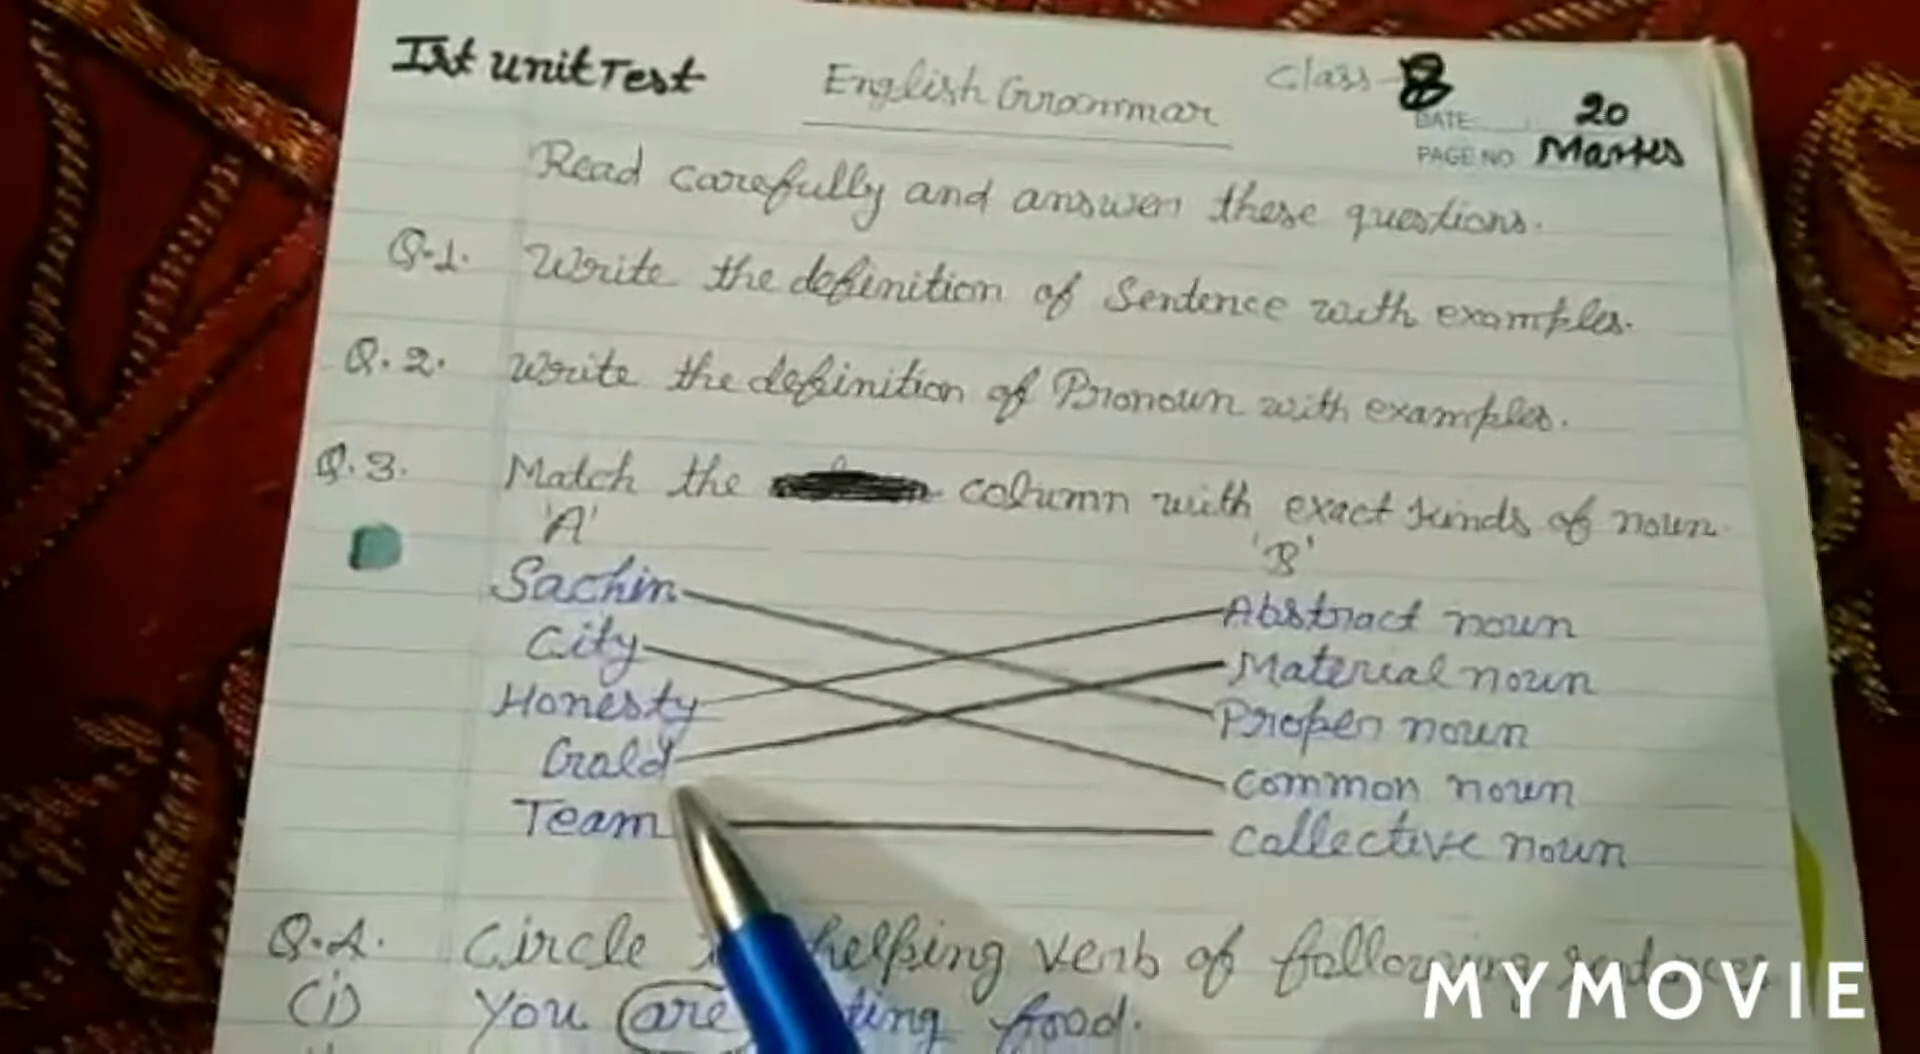 Ist unit Test English Grammar Class-8 20 Marks
DATE
PAGE NO
Read carefully and answer these questions.
Q.1. Write the definition of Sentence with examples.
Q.2. Write the definition of Pronoun with examples.
Q.3. Match the column with exact kinds of noun.
'A' 'B'
Sachin Abstract noun
City Material noun
Honesty Proper noun
Gold Common noun
Team Collective noun
Q.4. Circle helping verb of following sentences
(i) You are food.
MYMOVIE